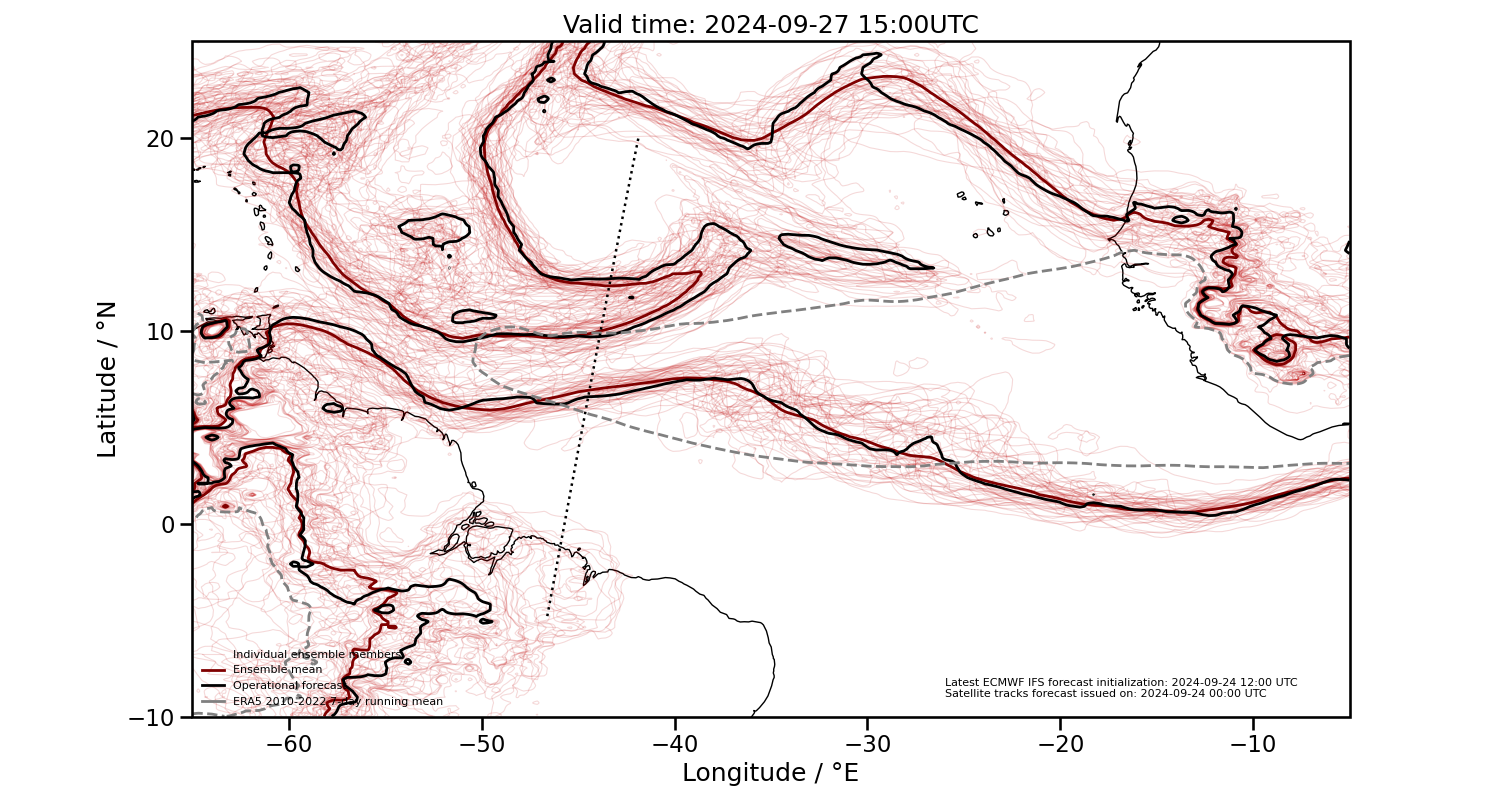 Valid time: 2024-09-27 15:00UTC
20
10
0
−10
Latitude / °N
−60
−50
−40
−30
−20
−10
Longitude / °E
Individual ensemble members
Ensemble mean
Operational forecast
ERA5 2010-2022 7-day running mean
Latest ECMWF IFS forecast initialization: 2024-09-24 12:00 UTC
Satellite tracks forecast issued on: 2024-09-24 00:00 UTC